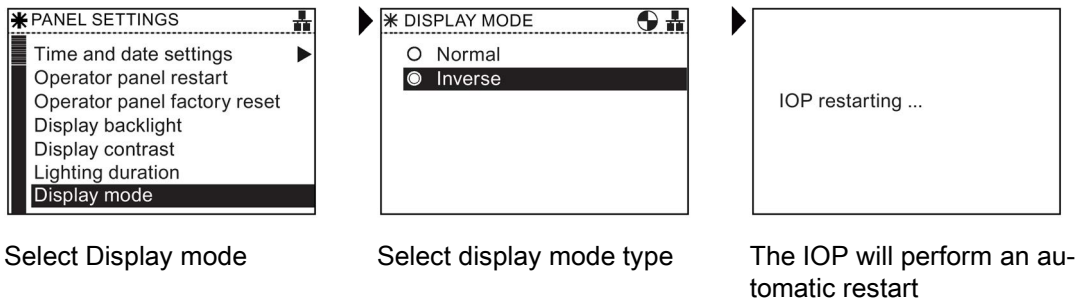 PANEL SETTINGS
Time and date settings
Operator panel restart
Operator panel factory reset
Display backlight
Display contrast
Lighting duration
Display mode
Select Display mode
DISPLAY MODE
Normal
Inverse
Select display mode type
IOP restarting ...
The IOP will perform an au-
tomatic restart